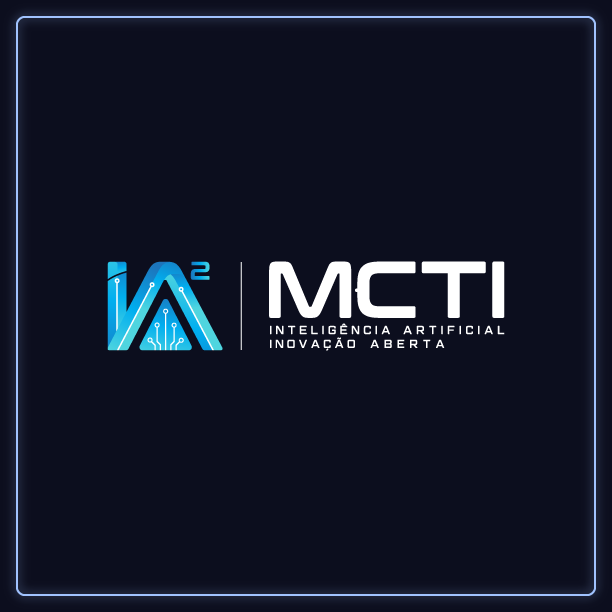 IA²
MCTI
INTELIGÊNCIA ARTIFICIAL
INOVAÇÃO ABERTA